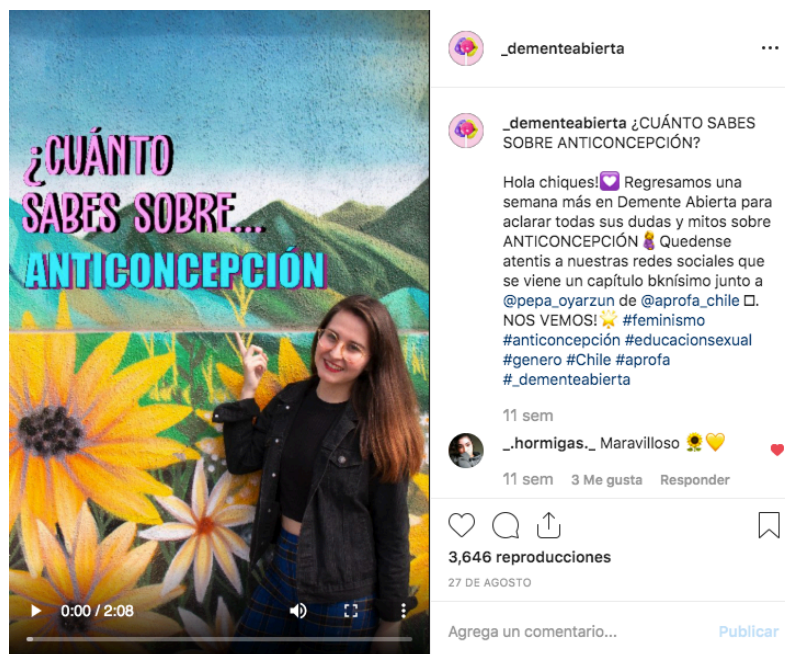 ¿CUÁNTO
SABES SOBRE...
ANTICONCEPCIÓN
0:00 / 2:08
_dementeabierta
_dementeabierta ¿CUÁNTO SABES
SOBRE ANTICONCEPCIÓN?
Hola chiques!💟 Regresamos una
semana más en Demente Abierta para
aclarar todas sus dudas y mitos sobre
ANTICONCEPCIÓN🤰Quedense
atentis a nuestras redes sociales que
se viene un capítulo bknísimo junto a
@pepa_oyarzun de @aprofa_chile □.
NOS VEMOS!🌟 #feminismo
#anticoncepción #educacionsexual
#genero #Chile #aprofa
#_dementeabierta
11 sem
_.hormigas._ Maravilloso 🌻💛
11 sem 3 Me gusta Responder
3,646 reproducciones
27 DE AGOSTO
Agrega un comentario... Publicar